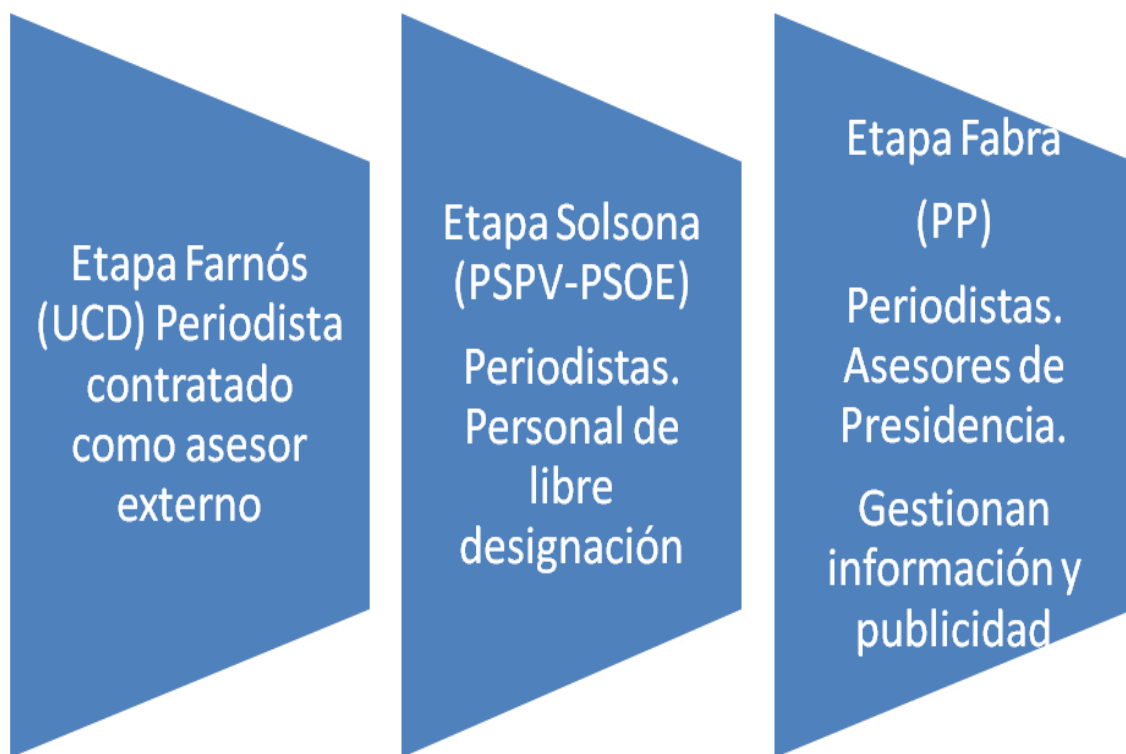 Etapa Farnós
(UCD) Periodista
contratado
como asesor
externo
Etapa Solsona
(PSPV-PSOE)
Periodistas.
Personal de
libre
designación
Etapa Fabra
(PP)
Periodistas.
Asesores de
Presidencia.
Gestionan
información y
publicidad